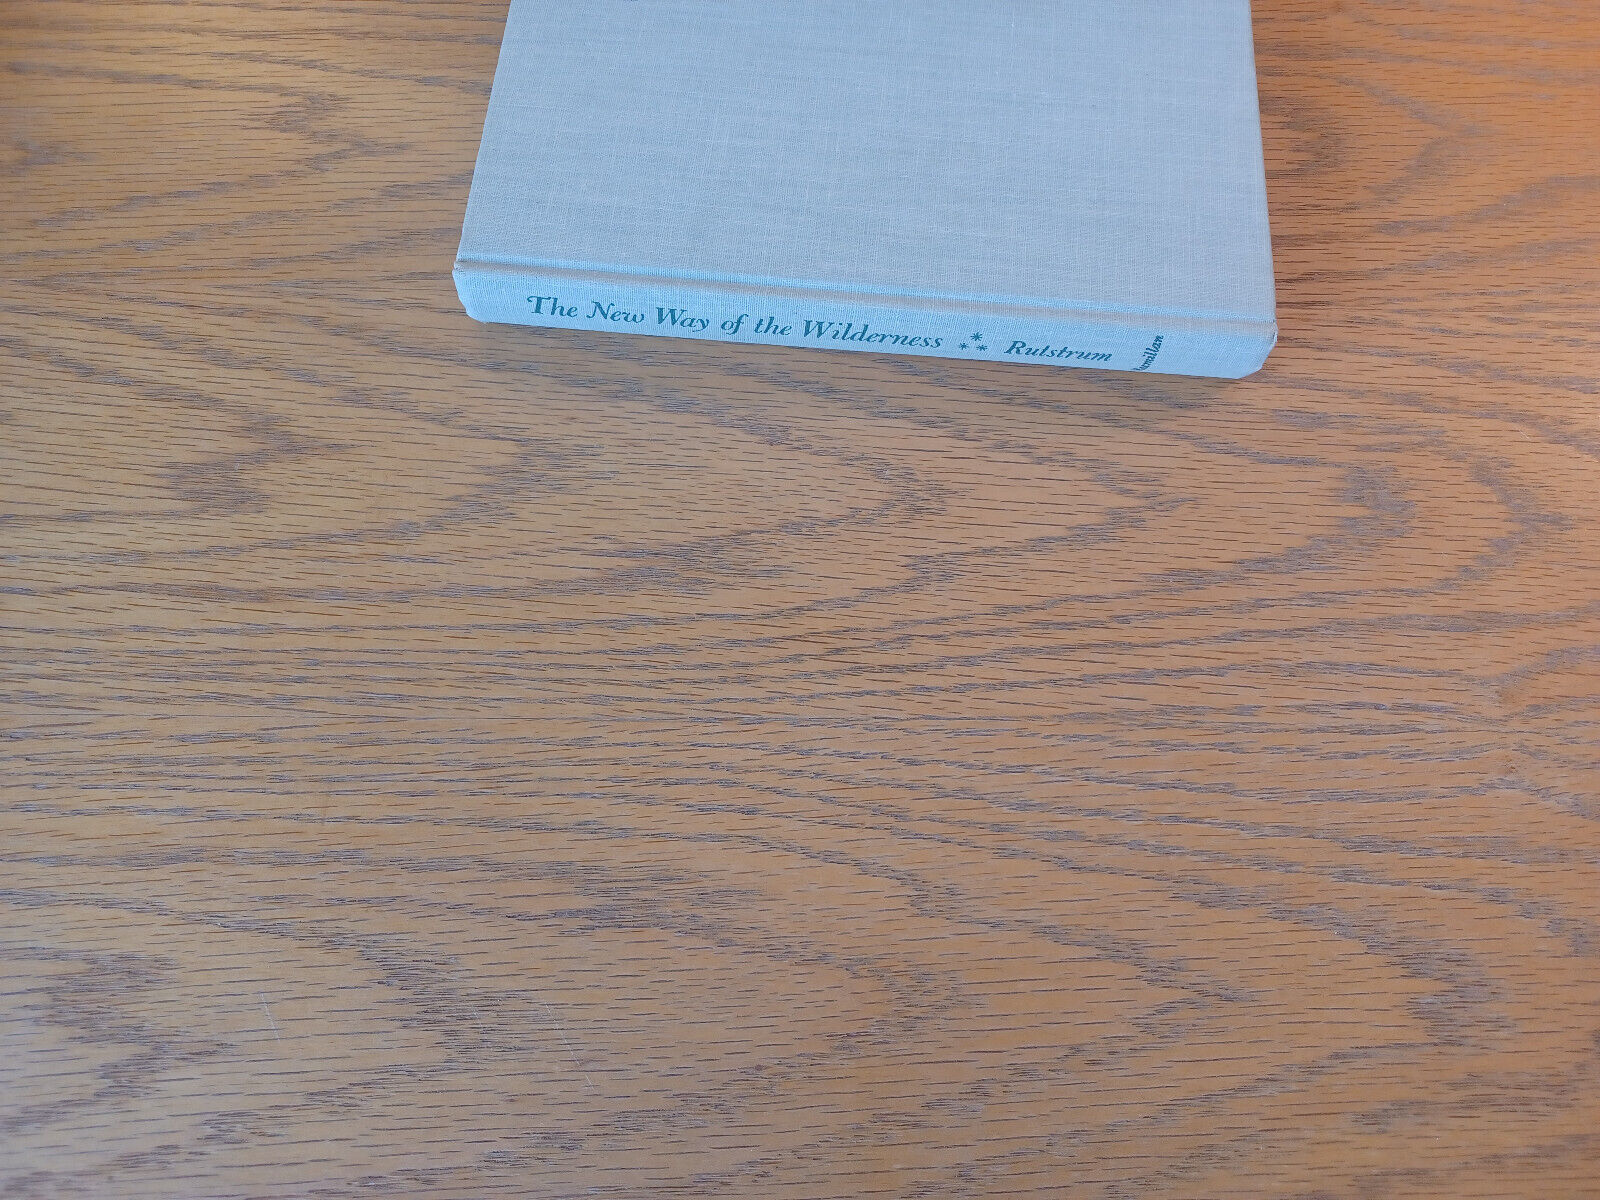 The New Way of the Wilderness *** Rutstrum Macmillan